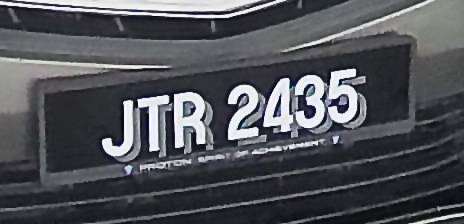 JTR 2435
PROTON. SPIRIT OF ACHIEVEMENT.